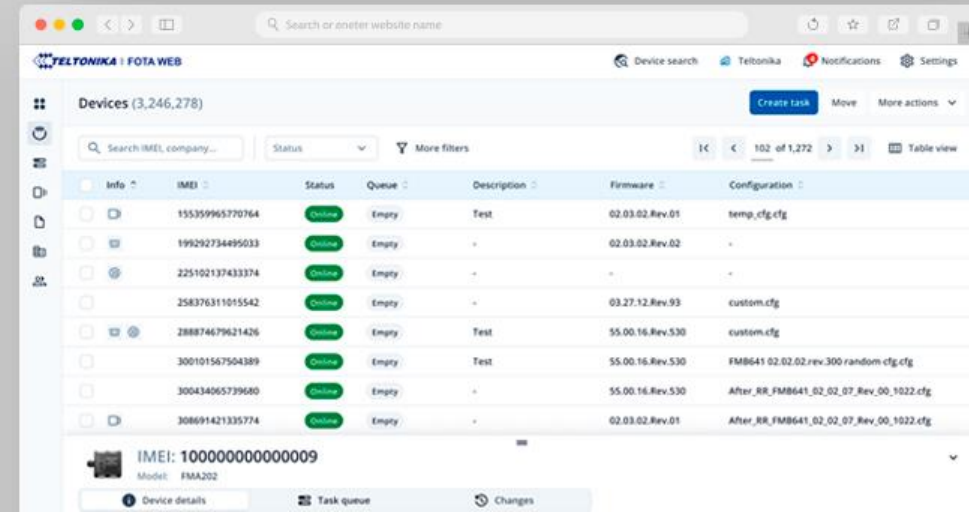 Search or eneter website name
TELTONIKA | FOTA WEB
Device search
Teltonika
Notifications
Settings
Devices (3,246,278)
Create task
Move
More actions
Search IMEI, company...
Status
More filters
102 of 1,272
Table view
Info IMEI Status Queue Description Firmware Configuration
155359965770764 Online Empty Test 02.03.02.Rev.01 temp_cfg.cfg
199292734495033 Online Empty - 02.03.02.Rev.02 -
225102137433374 Online Empty - - -
258376311015542 Online Empty - 03.27.12.Rev.93 custom.cfg
288874679621426 Online Empty Test 55.00.16.Rev.530 custom.cfg
300101567504389 Online Empty Test 55.00.16.Rev.530 FMB641 02.02.02.rev.300 random cfg.cfg
300434065739680 Online Empty - 55.00.16.Rev.530 After_RR_FMB641_02_02_07_Rev_00_1022.cfg
308691421335774 Online Empty - 02.03.02.Rev.01 After_RR_FMB641_02_02_07_Rev_00_1022.cfg
IMEI: 100000000000009
Model: FMA202
Device details
Task queue
Changes